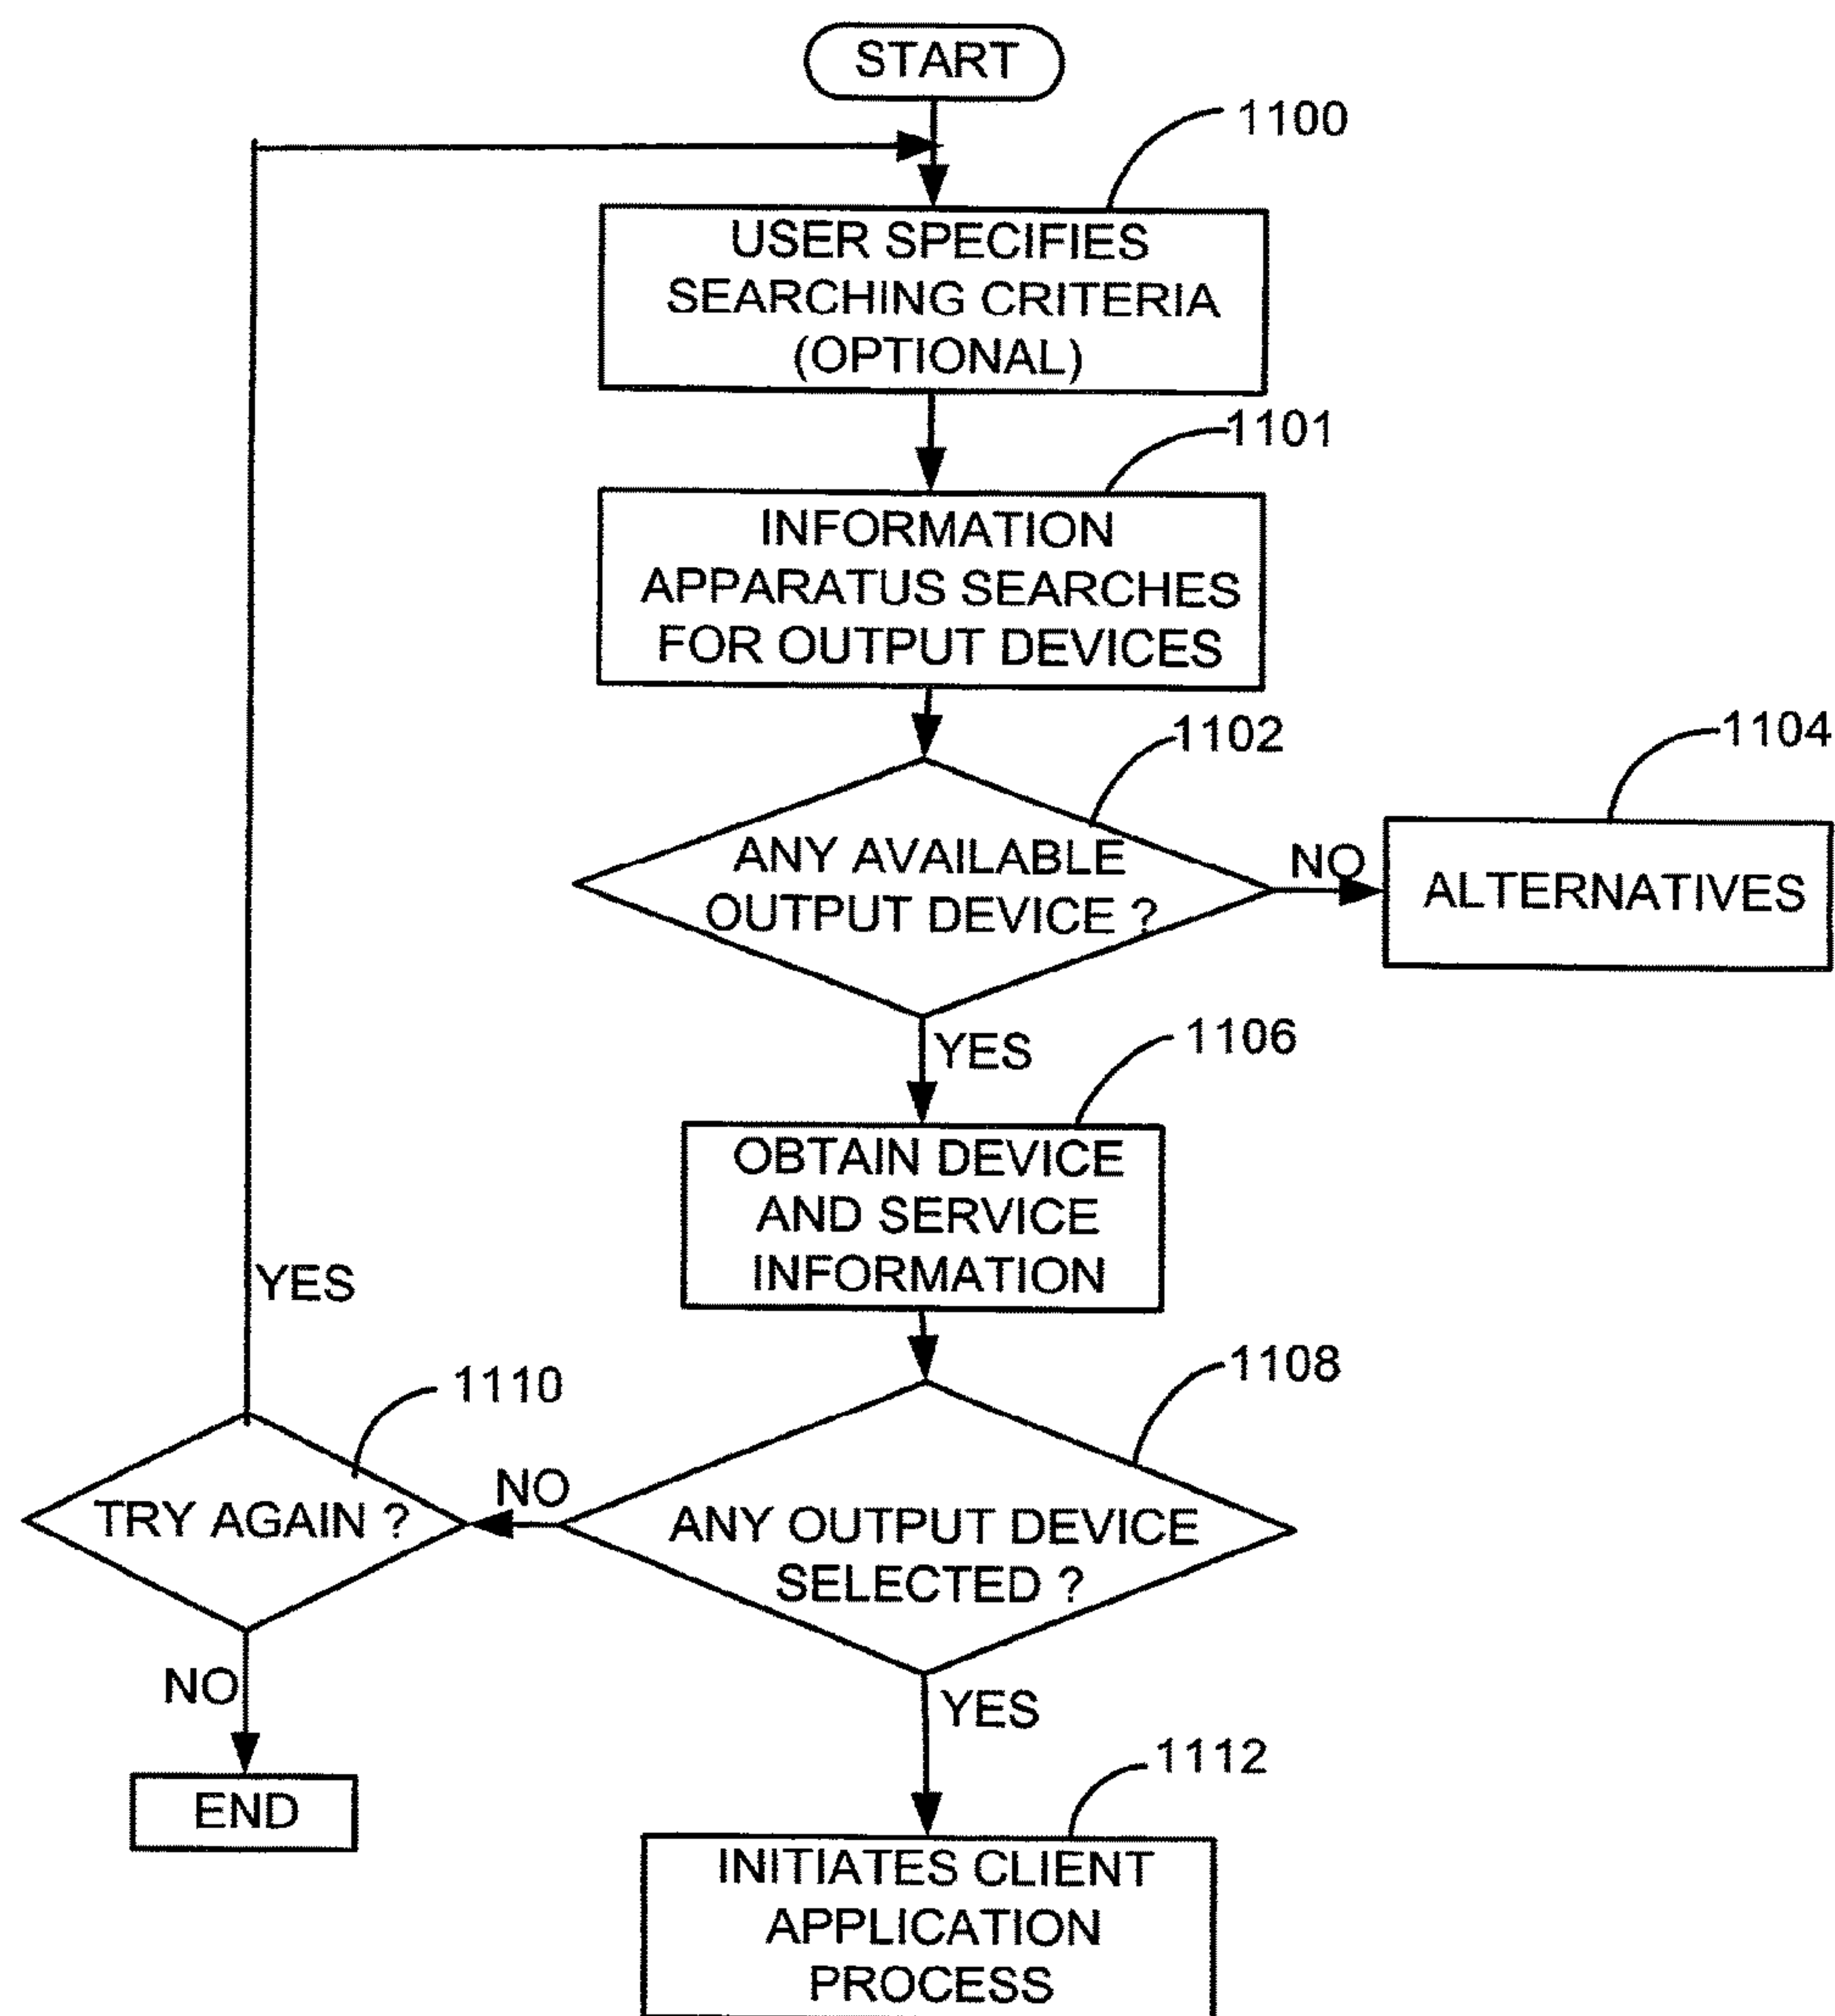 START
1100
USER SPECIFIES
SEARCHING CRITERIA
(OPTIONAL)
1101
INFORMATION
APPARATUS SEARCHES
FOR OUTPUT DEVICES
1102
1104
ANY AVAILABLE
OUTPUT DEVICE ?
NO
ALTERNATIVES
YES
1106
OBTAIN DEVICE
AND SERVICE
INFORMATION
YES
1108
1110
ANY OUTPUT DEVICE
SELECTED ?
NO
TRY AGAIN ?
NO
END
YES
1112
INITIATES CLIENT
APPLICATION
PROCESS